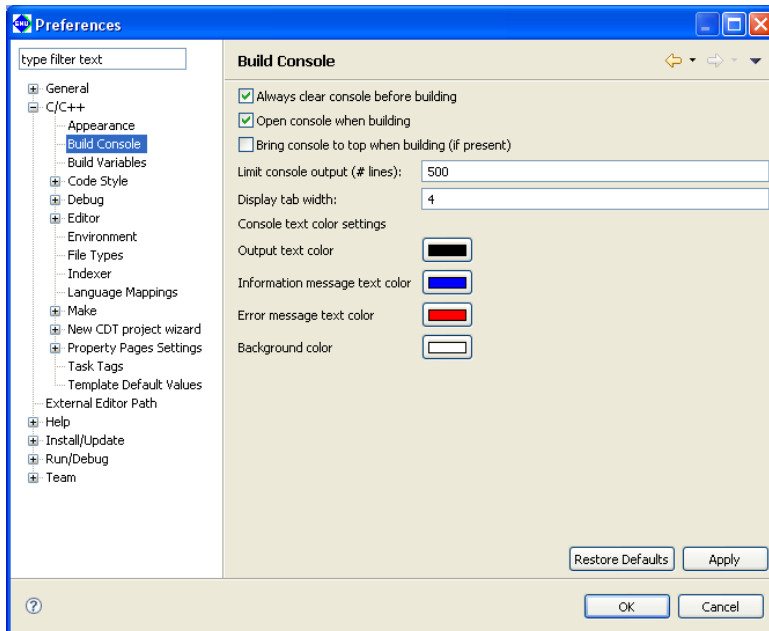 Preferences
type filter text
General
C/C++
Appearance
Build Console
Build Variables
Code Style
Debug
Editor
Environment
File Types
Indexer
Language Mappings
Make
New CDT project wizard
Property Pages Settings
Task Tags
Template Default Values
External Editor Path
Help
Install/Update
Run/Debug
Team
Build Console
Always clear console before building
Open console when building
Bring console to top when building (if present)
Limit console output (# lines): 500
Display tab width: 4
Console text color settings
Output text color
Information message text color
Error message text color
Background color
Restore Defaults Apply
? OK Cancel